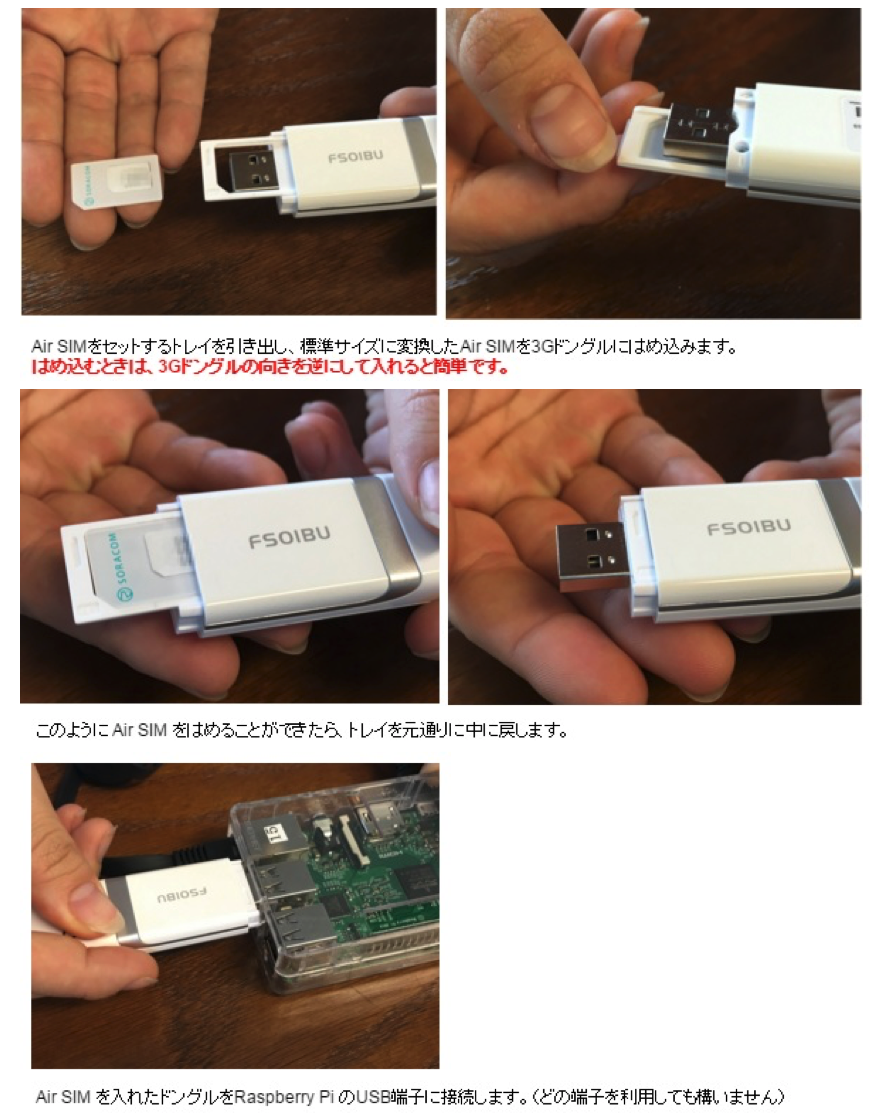 SORACOM
FSOIBU
Air SIMをセットするトレイを引き出し、標準サイズに変換したAir SIMを3Gドングルにはめ込みます。
はめ込むときは、3Gドングルの向きを逆にして入れると簡単です。
SORACOM
FSOIBU
FSOIBU
このように Air SIM をはめることができたら、トレイを元通りに中に戻します。
FSOIBU
HDMI
Air SIM を入れたドングルをRaspberry Pi のUSB端子に接続します。(どの端子を利用しても構いません)